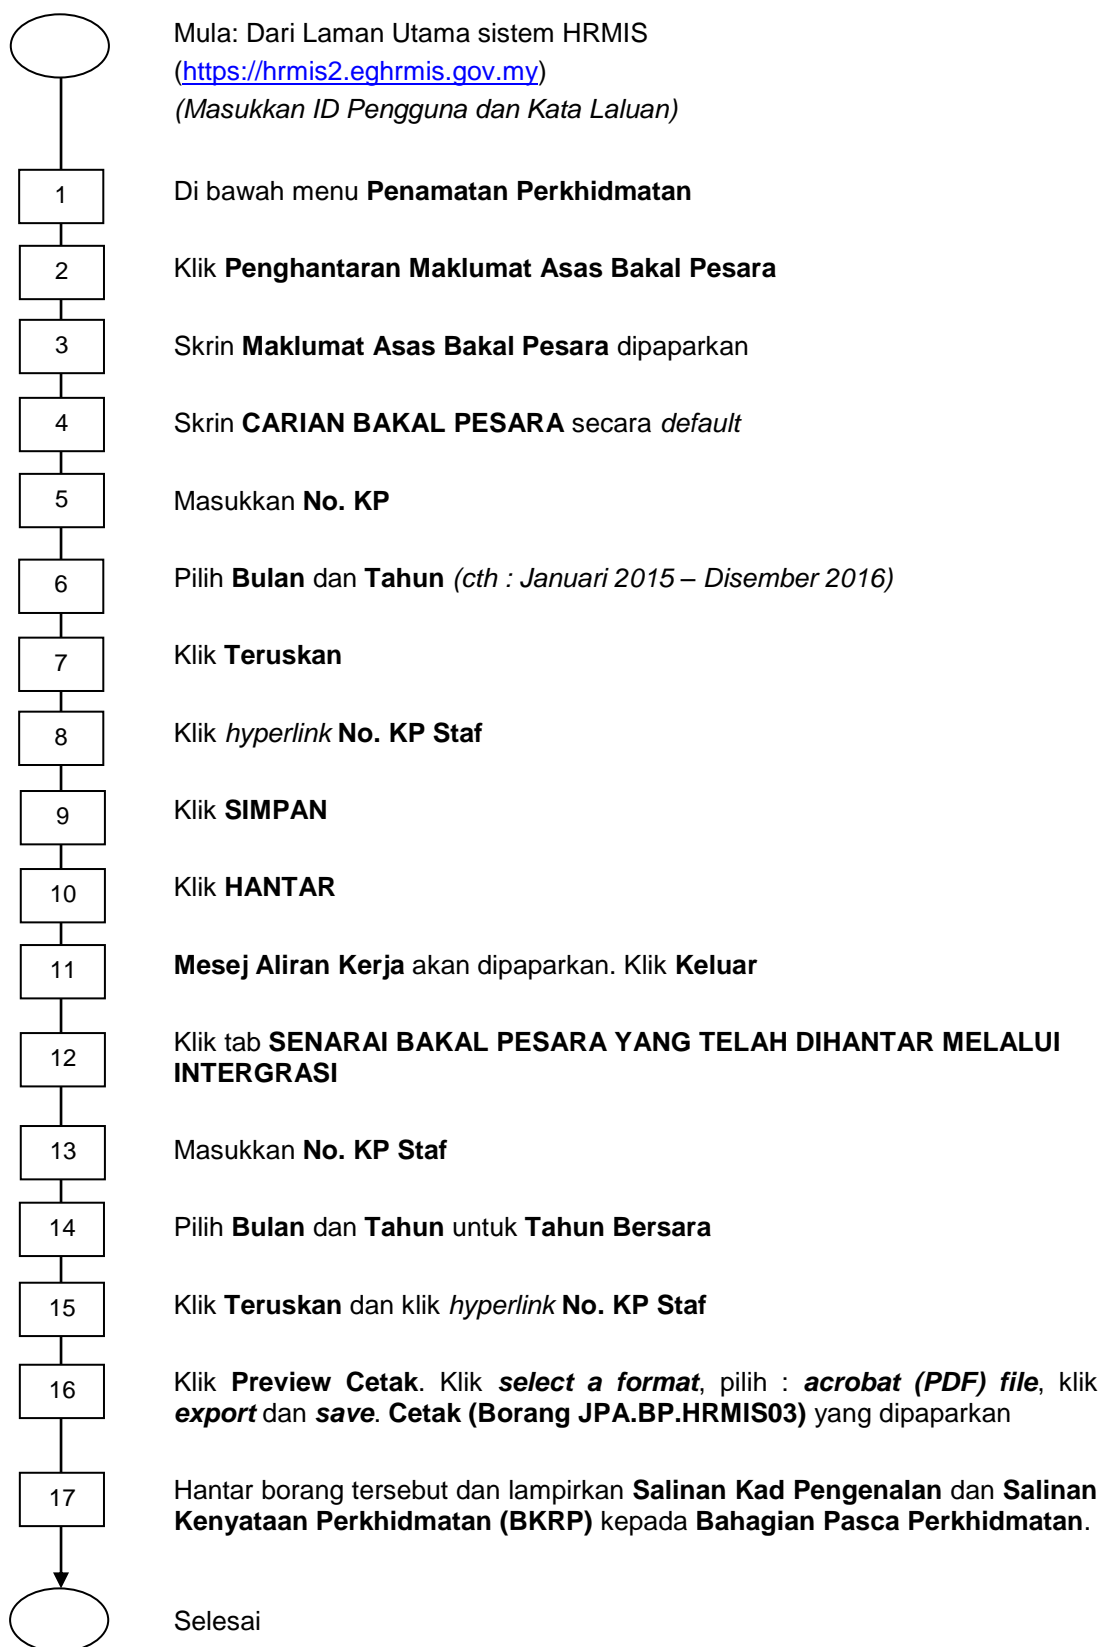 Mula: Dari Laman Utama sistem HRMIS
(https://hrmis2.eghrmis.gov.my)
(Masukkan ID Pengguna dan Kata Laluan)
1
Di bawah menu Penamatan Perkhidmatan
2
Klik Penghantaran Maklumat Asas Bakal Pesara
3
Skrin Maklumat Asas Bakal Pesara dipaparkan
4
Skrin CARIAN BAKAL PESARA secara default
5
Masukkan No. KP
6
Pilih Bulan dan Tahun (cth : Januari 2015 – Disember 2016)
7
Klik Teruskan
8
Klik hyperlink No. KP Staf
9
Klik SIMPAN
10
Klik HANTAR
11
Mesej Aliran Kerja akan dipaparkan. Klik Keluar
12
Klik tab SENARAI BAKAL PESARA YANG TELAH DIHANTAR MELALUI
INTERGRASI
13
Masukkan No. KP Staf
14
Pilih Bulan dan Tahun untuk Tahun Bersara
15
Klik Teruskan dan klik hyperlink No. KP Staf
16
Klik Preview Cetak. Klik select a format, pilih : acrobat (PDF) file, klik
export dan save. Cetak (Borang JPA.BP.HRMIS03) yang dipaparkan
17
Hantar borang tersebut dan lampirkan Salinan Kad Pengenalan dan Salinan
Kenyataan Perkhidmatan (BKRP) kepada Bahagian Pasca Perkhidmatan.
Selesai